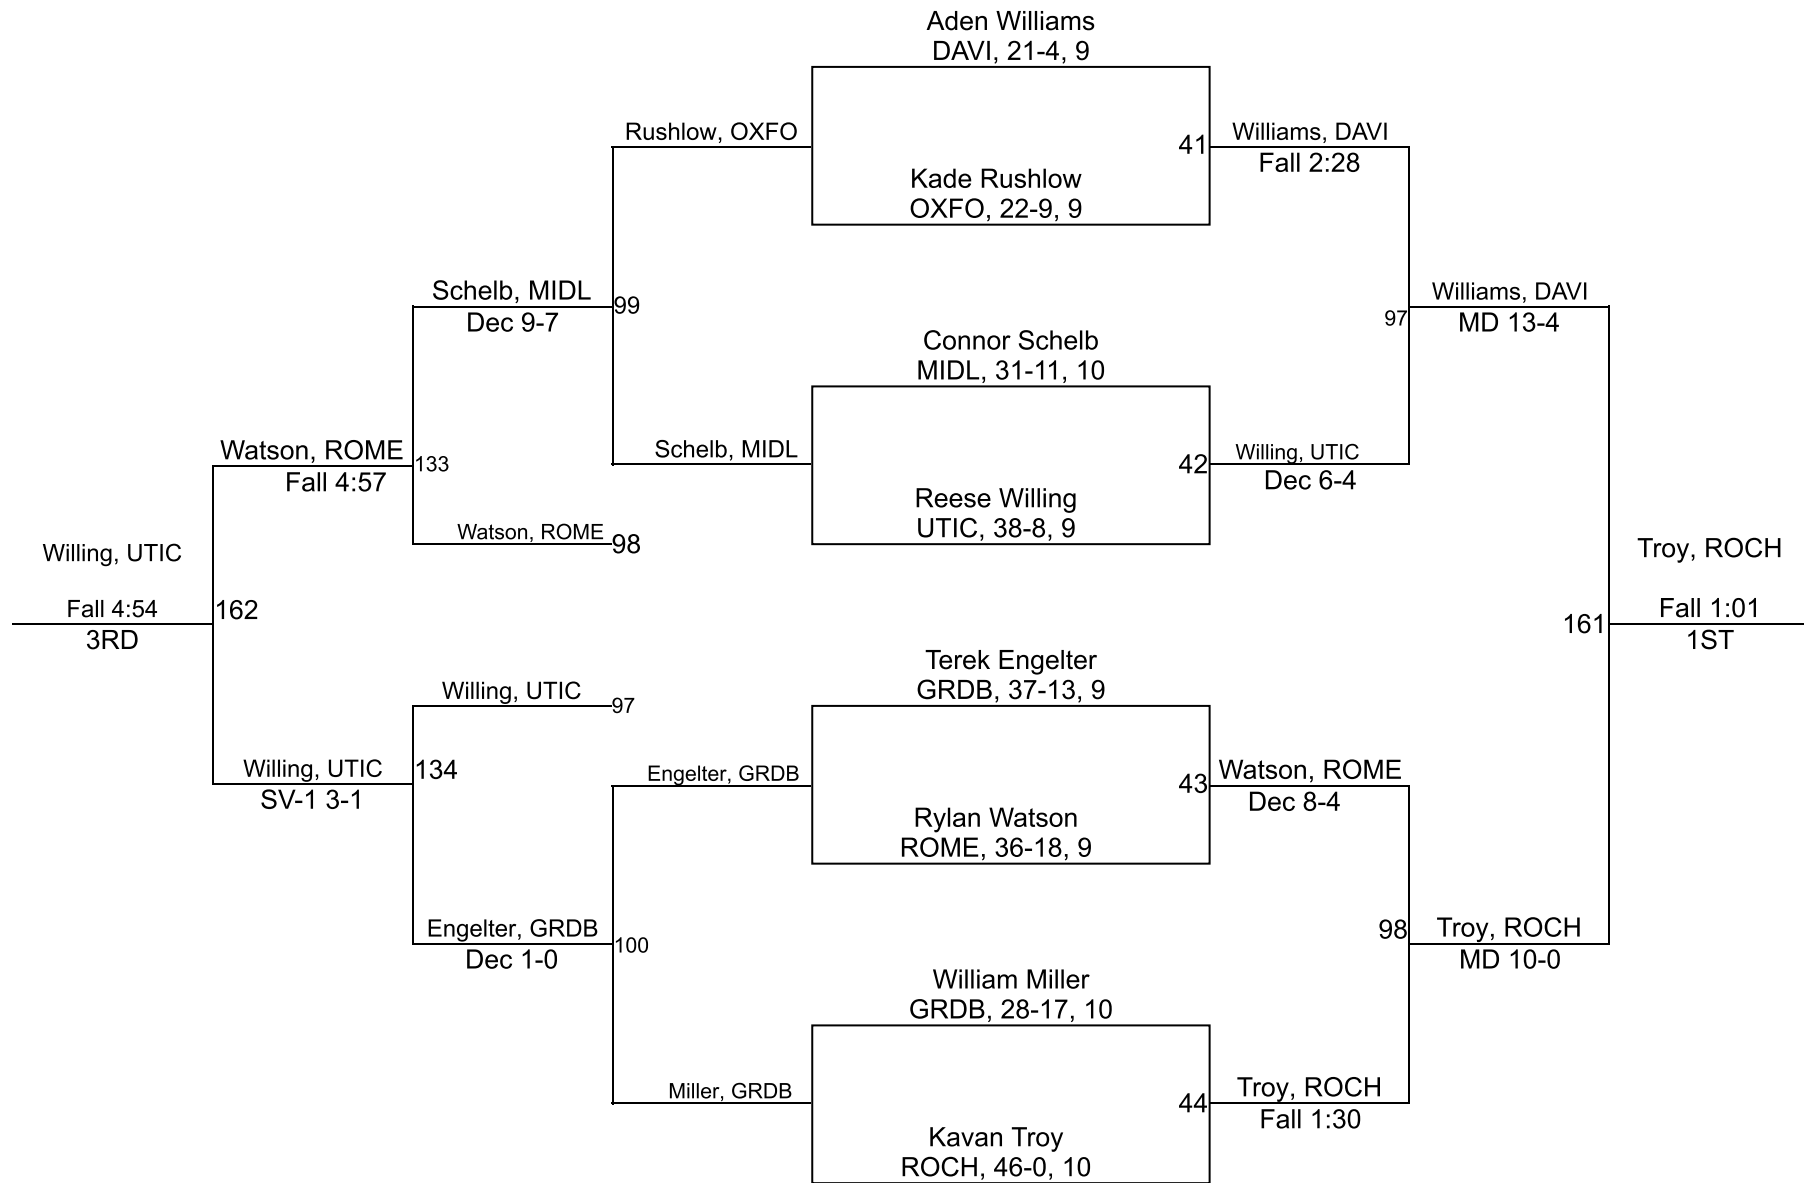 Aden Williams
DAVI, 21-4, 9
Rushlow, OXFO
41
Williams, DAVI
Fall 2:28
Kade Rushlow
OXFO, 22-9, 9
Schelb, MIDL
Dec 9-7
99
Williams, DAVI
MD 13-4
97
Connor Schelb
MIDL, 31-11, 10
Watson, ROME
Fall 4:57
133
Schelb, MIDL
42
Willing, UTIC
Dec 6-4
Reese Willing
UTIC, 38-8, 9
Watson, ROME
98
Willing, UTIC
Fall 4:54
3RD
162
Troy, ROCH
Fall 1:01
1ST
161
Terek Engelter
GRDB, 37-13, 9
Willing, UTIC
97
Willing, UTIC
SV-1 3-1
134
Engelter, GRDB
43
Watson, ROME
Dec 8-4
Rylan Watson
ROME, 36-18, 9
Engelter, GRDB
Dec 1-0
100
98
Troy, ROCH
MD 10-0
William Miller
GRDB, 28-17, 10
Miller, GRDB
44
Troy, ROCH
Fall 1:30
Kavan Troy
ROCH, 46-0, 10